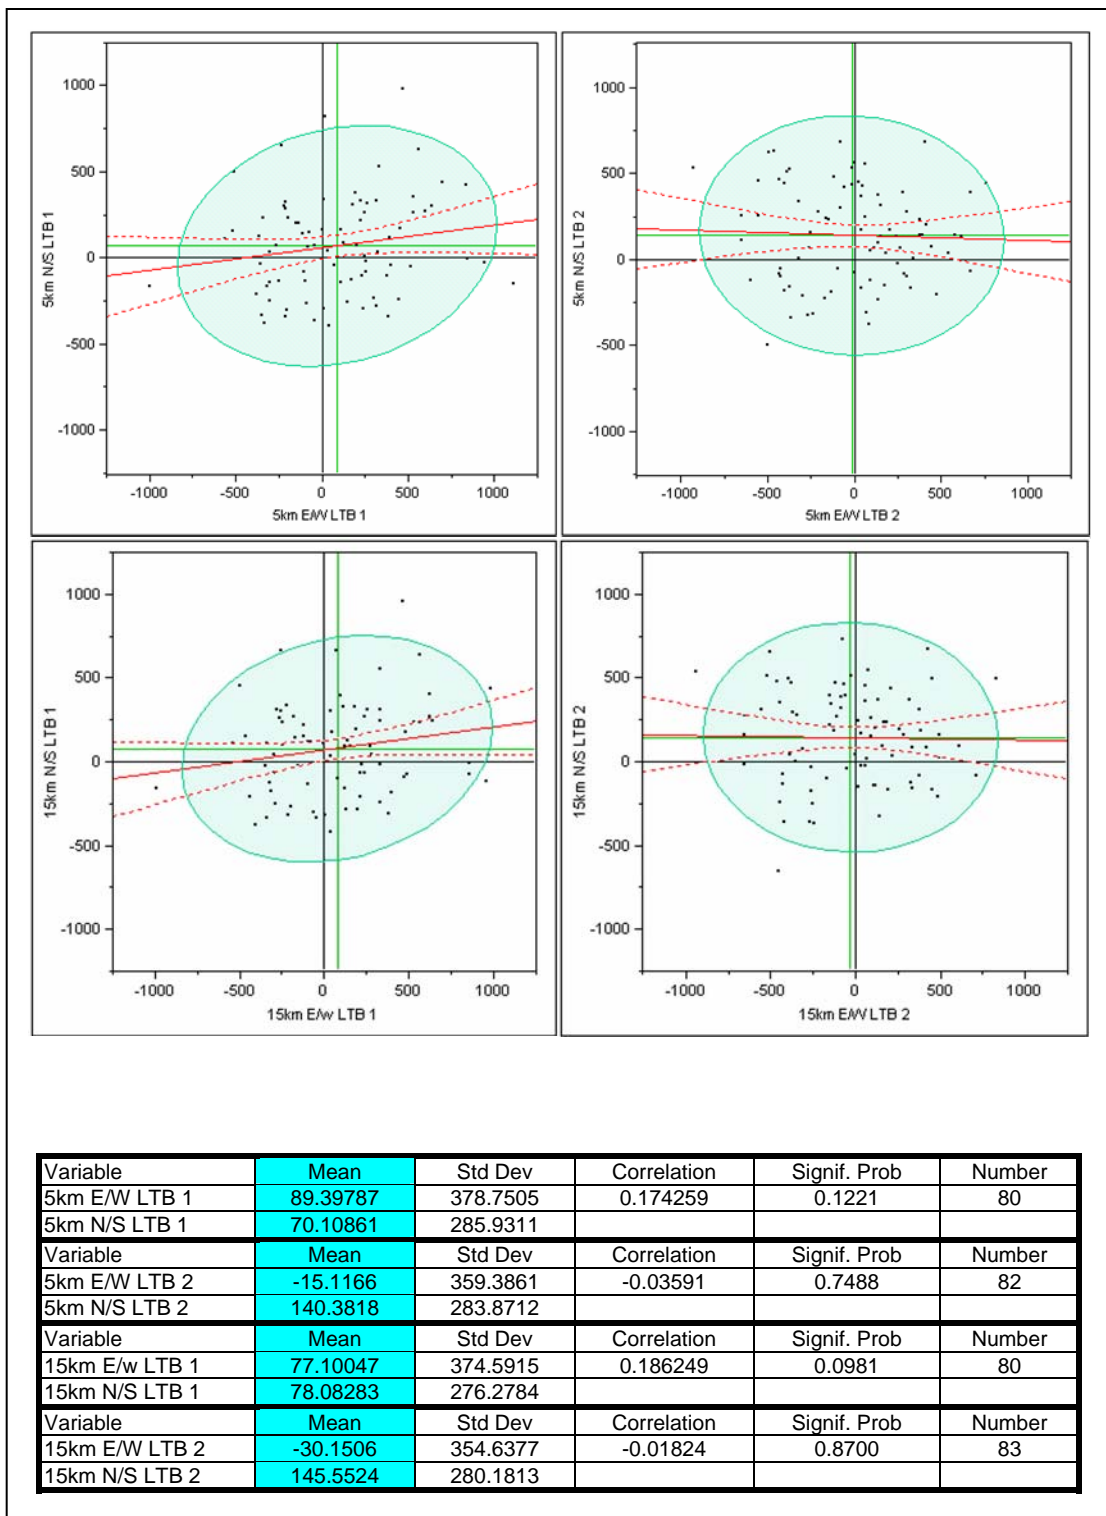 1000
500
0
-500
-1000
5km N/S LTB 1
-1000 -500 0 500 1000
5km E/W LTB 1
1000
500
0
-500
-1000
5km N/S LTB 2
-1000 -500 0 500 1000
5km E/W LTB 2
1000
500
0
-500
-1000
15km N/S LTB 1
-1000 -500 0 500 1000
15km E/w LTB 1
1000
500
0
-500
-1000
15km N/S LTB 2
-1000 -500 0 500 1000
15km E/W LTB 2
Variable Mean Std Dev Correlation Signif. Prob Number
5km E/W LTB 1 89.39787 378.7505 0.174259 0.1221 80
5km N/S LTB 1 70.10861 285.9311
Variable Mean Std Dev Correlation Signif. Prob Number
5km E/W LTB 2 -15.1166 359.3861 -0.03591 0.7488 82
5km N/S LTB 2 140.3818 283.8712
Variable Mean Std Dev Correlation Signif. Prob Number
15km E/w LTB 1 77.10047 374.5915 0.186249 0.0981 80
15km N/S LTB 1 78.08283 276.2784
Variable Mean Std Dev Correlation Signif. Prob Number
15km E/W LTB 2 -30.1506 354.6377 -0.01824 0.8700 83
15km N/S LTB 2 145.5524 280.1813